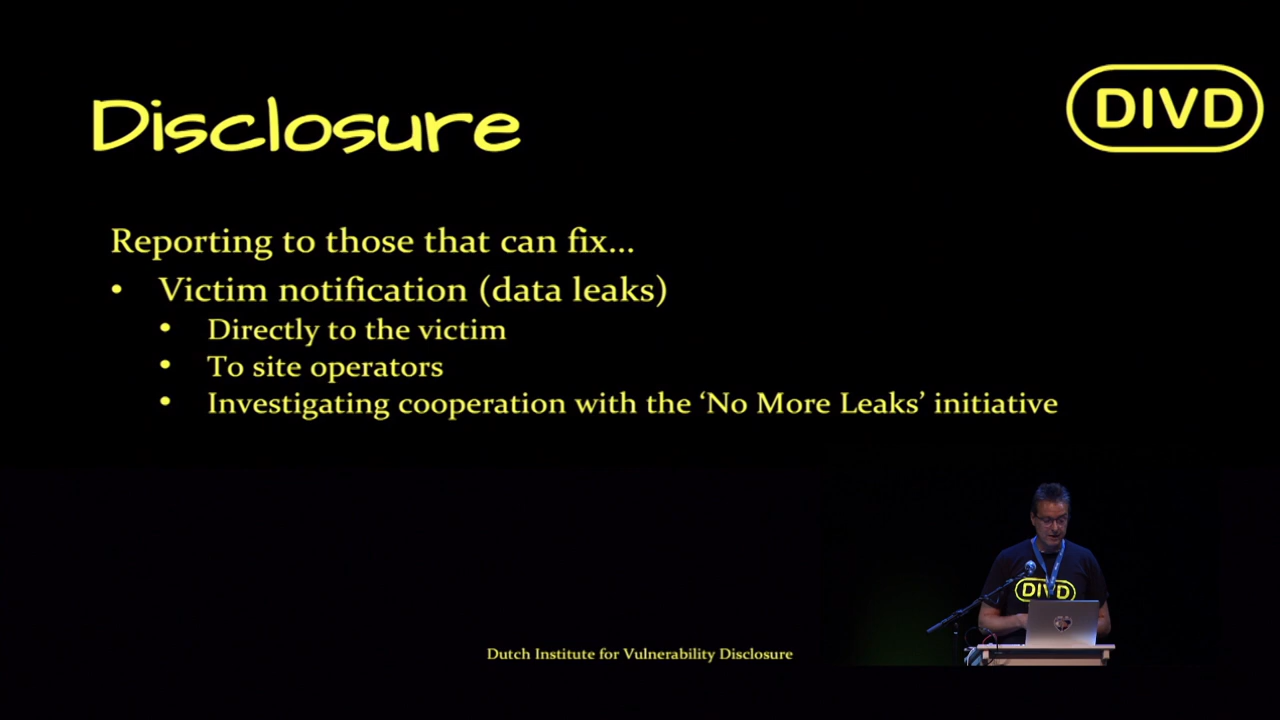 Disclosure
DIVD
Reporting to those that can fix...
• Victim notification (data leaks)
• Directly to the victim
• To site operators
• Investigating cooperation with the ‘No More Leaks’ initiative
DIVD
Dutch Institute for Vulnerability Disclosure